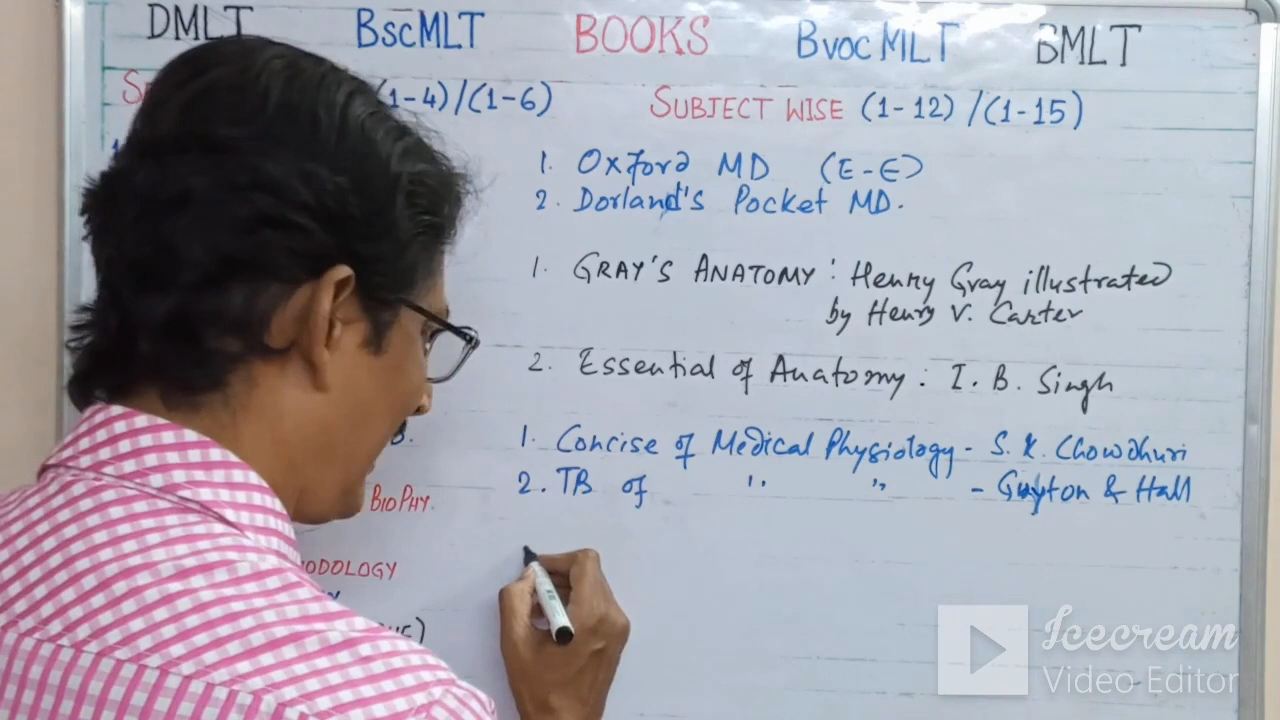 DMLT BscMLT BOOKS BvocMLT BMLT
(1-4)/(1-6) SUBJECT WISE (1-12)/(1-15)
1. Oxford MD (E-E)
2. Dorland's Pocket MD.
1. GRAY'S ANATOMY: Henry Gray illustrated
by Henry V. Carter
2. Essential of Anatomy: I. B. Singh
1. Concise of Medical Physiology - S. K. Chowdhuri
2. TB of " " - Guyton & Hall
BIOPHY.
ODOLOGY
Icecream
Video Editor